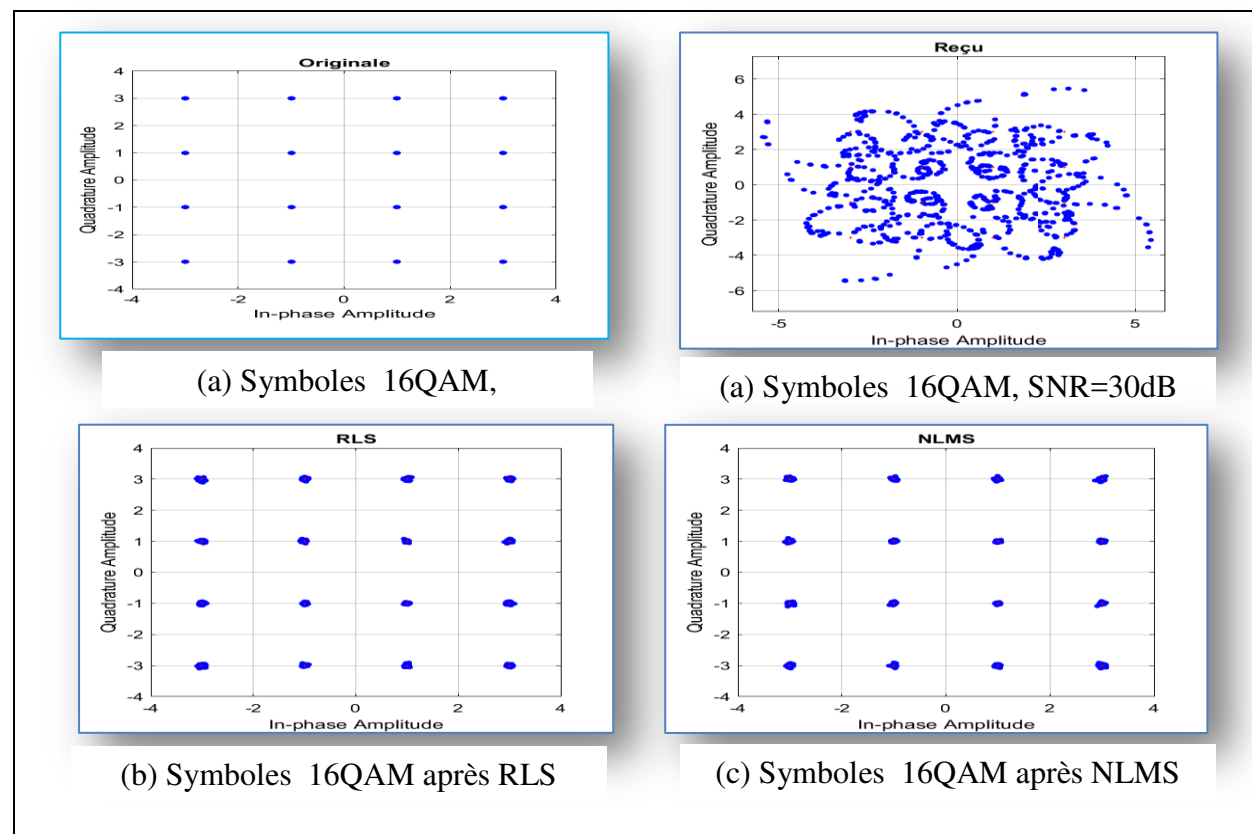 Originale
4
3
2
1
0
-1
-2
-3
-4
-4 -2 0 2 4
Quadrature Amplitude
In-phase Amplitude
(a) Symboles 16QAM,
Reçu
6
4
2
0
-2
-4
-6
-5 0 5
Quadrature Amplitude
In-phase Amplitude
(a) Symboles 16QAM, SNR=30dB
RLS
4
3
2
1
0
-1
-2
-3
-4
-4 -2 0 2 4
Quadrature Amplitude
In-phase Amplitude
(b) Symboles 16QAM après RLS
NLMS
4
3
2
1
0
-1
-2
-3
-4
-4 -2 0 2 4
Quadrature Amplitude
In-phase Amplitude
(c) Symboles 16QAM après NLMS